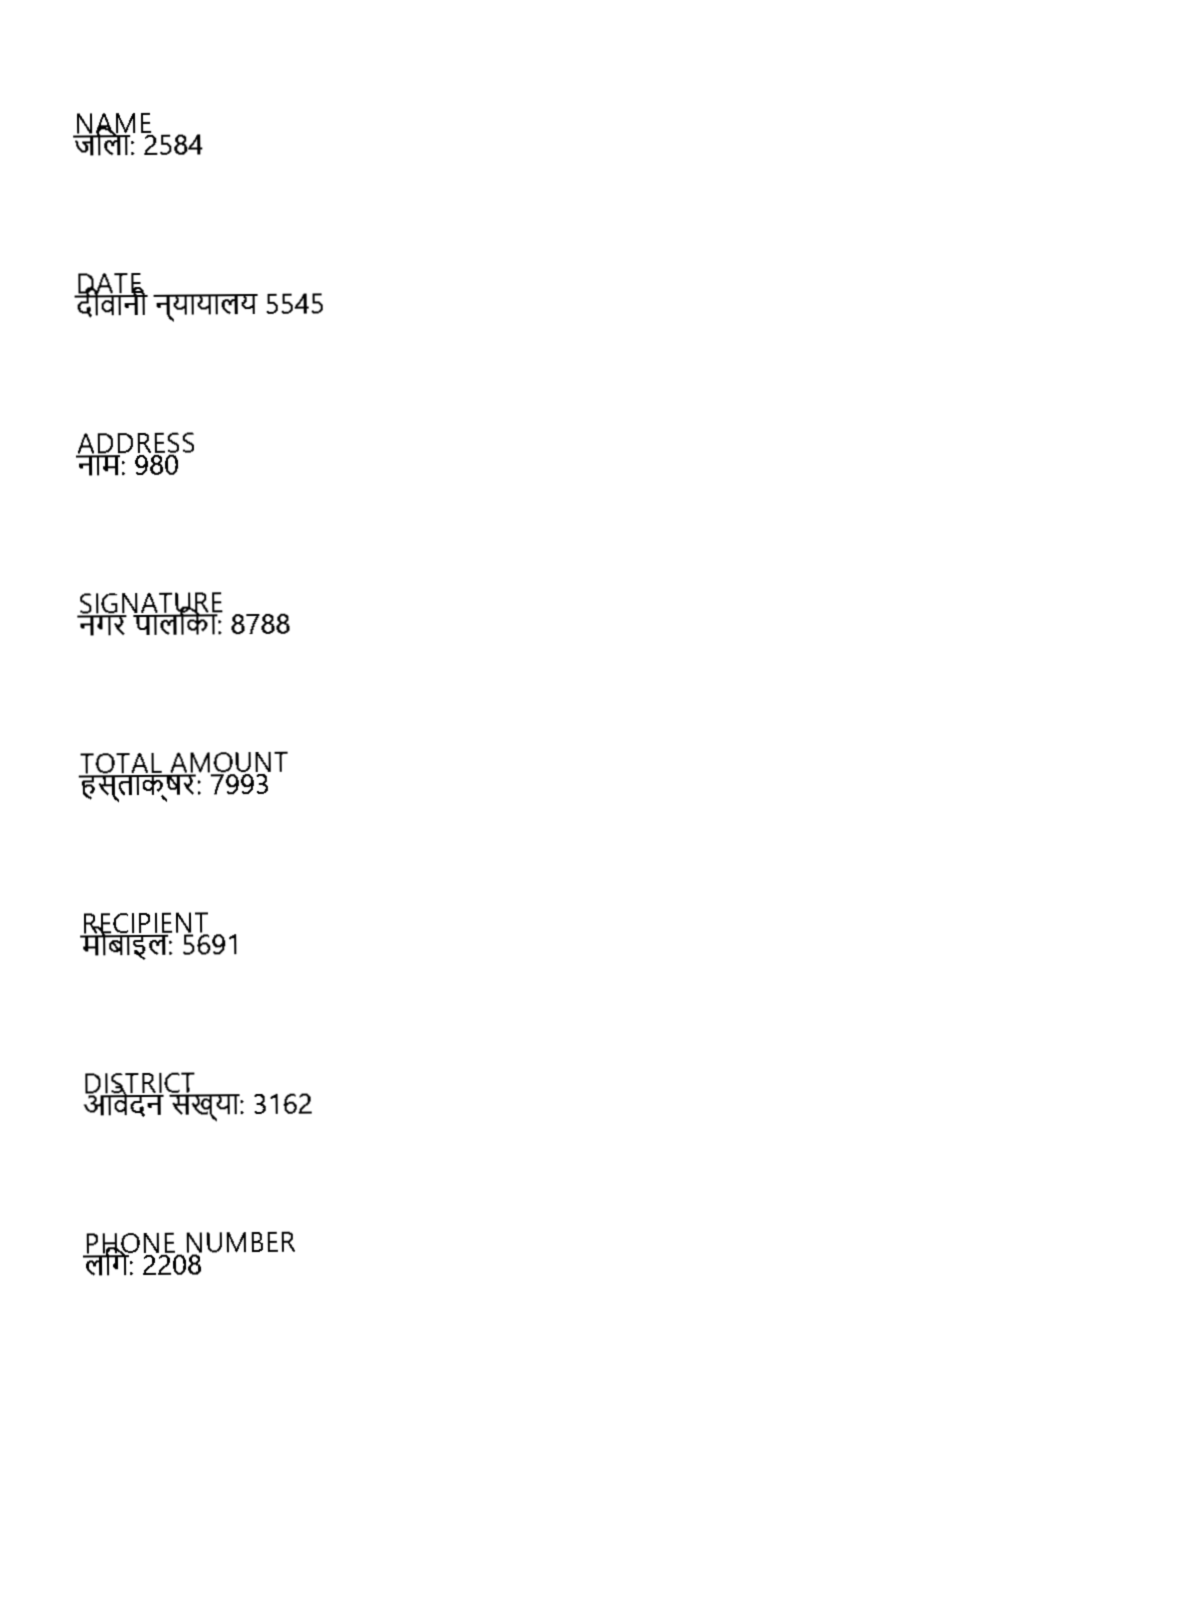 NAME
जिला: 2584
DATE
दीवानी न्यायालय 5545
ADDRESS
नाम: 980
SIGNATURE
नगर पालिका: 8788
TOTAL AMOUNT
हस्ताक्षर: 7993
RECIPIENT
मोबाइल: 5691
DISTRICT
आवेदन संख्या: 3162
PHONE NUMBER
लिंग: 2208